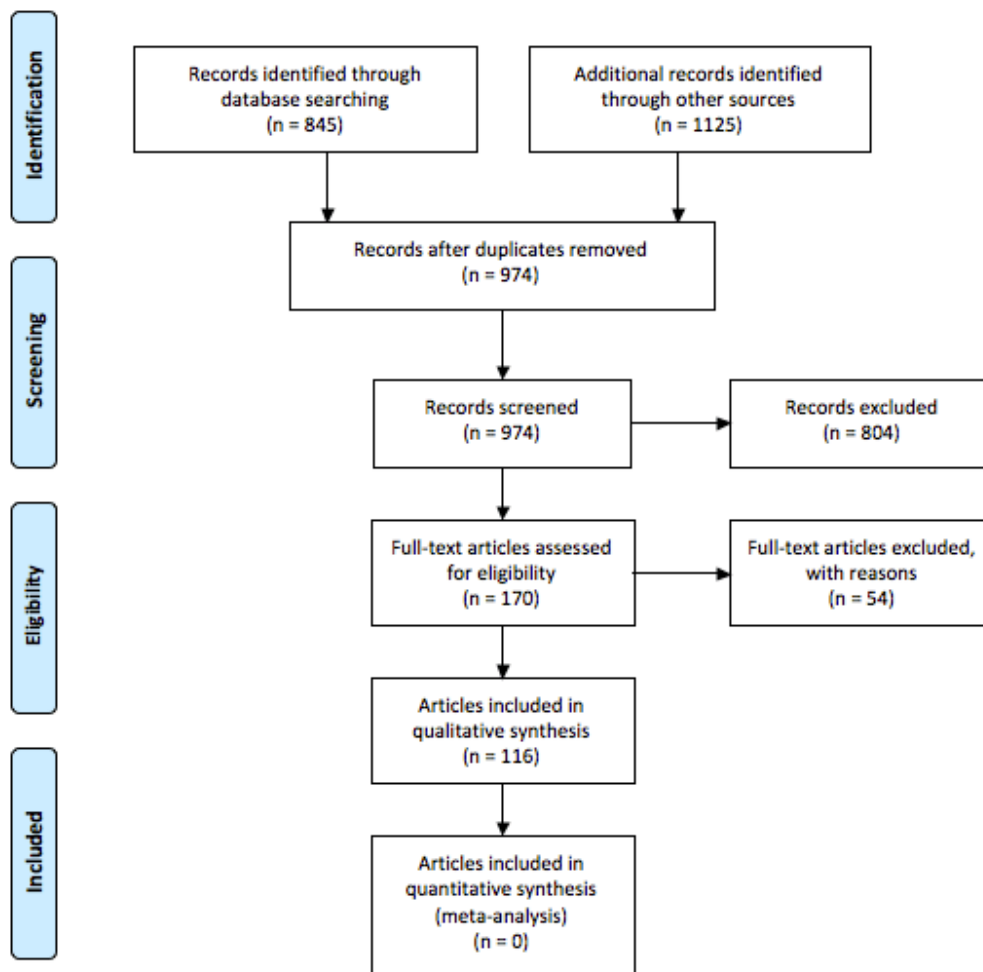 Identification
Records identified through
database searching
(n = 845)
Additional records identified
through other sources
(n = 1125)
Records after duplicates removed
(n = 974)
Screening
Records screened
(n = 974)
Records excluded
(n = 804)
Eligibility
Full-text articles assessed
for eligibility
(n = 170)
Full-text articles excluded,
with reasons
(n = 54)
Articles included in
qualitative synthesis
(n = 116)
Included
Articles included in
quantitative synthesis
(meta-analysis)
(n = 0)